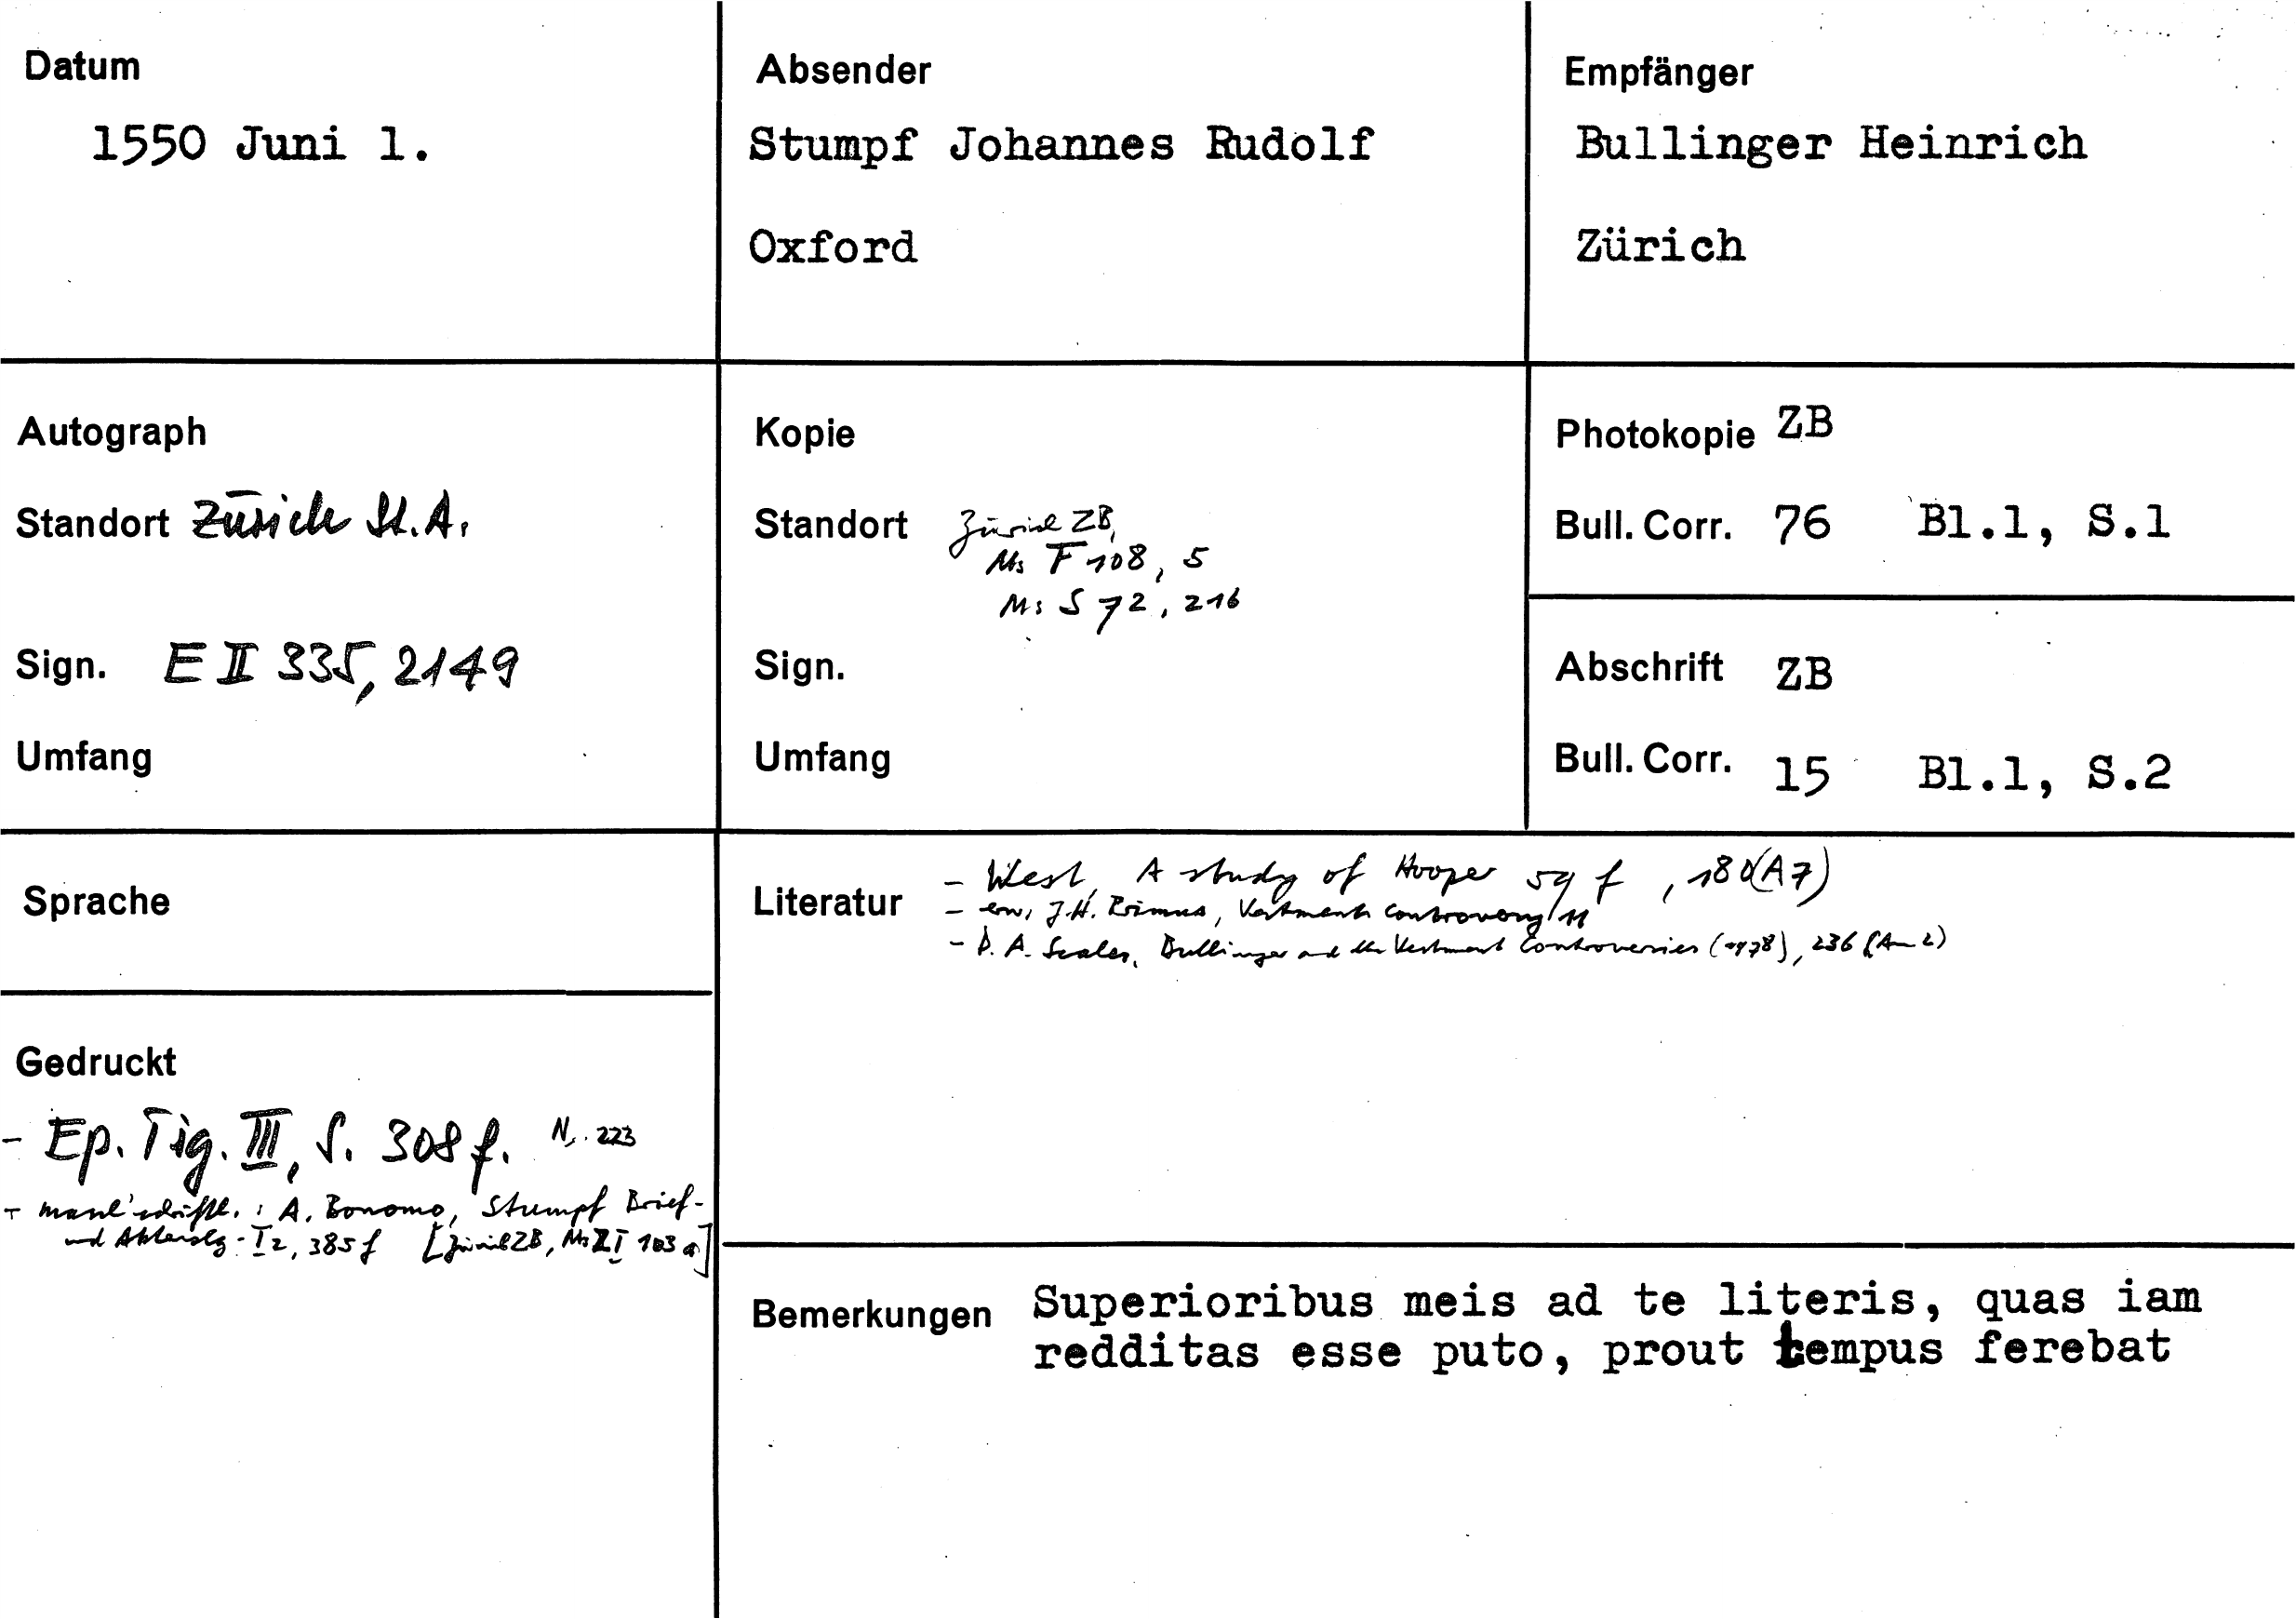 Datum
1550 Juni 1.
Absender
Stumpf Johannes Rudolf
Oxford
Empfänger
Bullinger Heinrich
Zürich
Autograph
Standort Zürich St.A.
Sign. E II 335, 2149
Umfang
Kopie
Standort Zürich ZB,
Ms F 108, 5
Ms S 72, 216
Sign.
Umfang
Photokopie ZB
Bull. Corr. 76 Bl.1, S.1
Abschrift ZB
Bull. Corr. 15 Bl.1, S.2
Sprache
Gedruckt
- Ep. Tig. III, S. 308 f. Nr. 223
- masch'schriftl.: A. Bonomo, Stumpf Brief-
und I 2, 385 f [Zürich ZB, Ms Z I 103 a]
Literatur - West, A study of Hooper 59 f, 180 (A 7)
- erw. J.H. Primus, Vestments Controversy 11
- D. A. Scales, Bullinger and the Vestment Controversies (1978), 236 (Anm 2)
Bemerkungen Superioribus meis ad te literis, quas iam
redditas esse puto, prout tempus ferebat